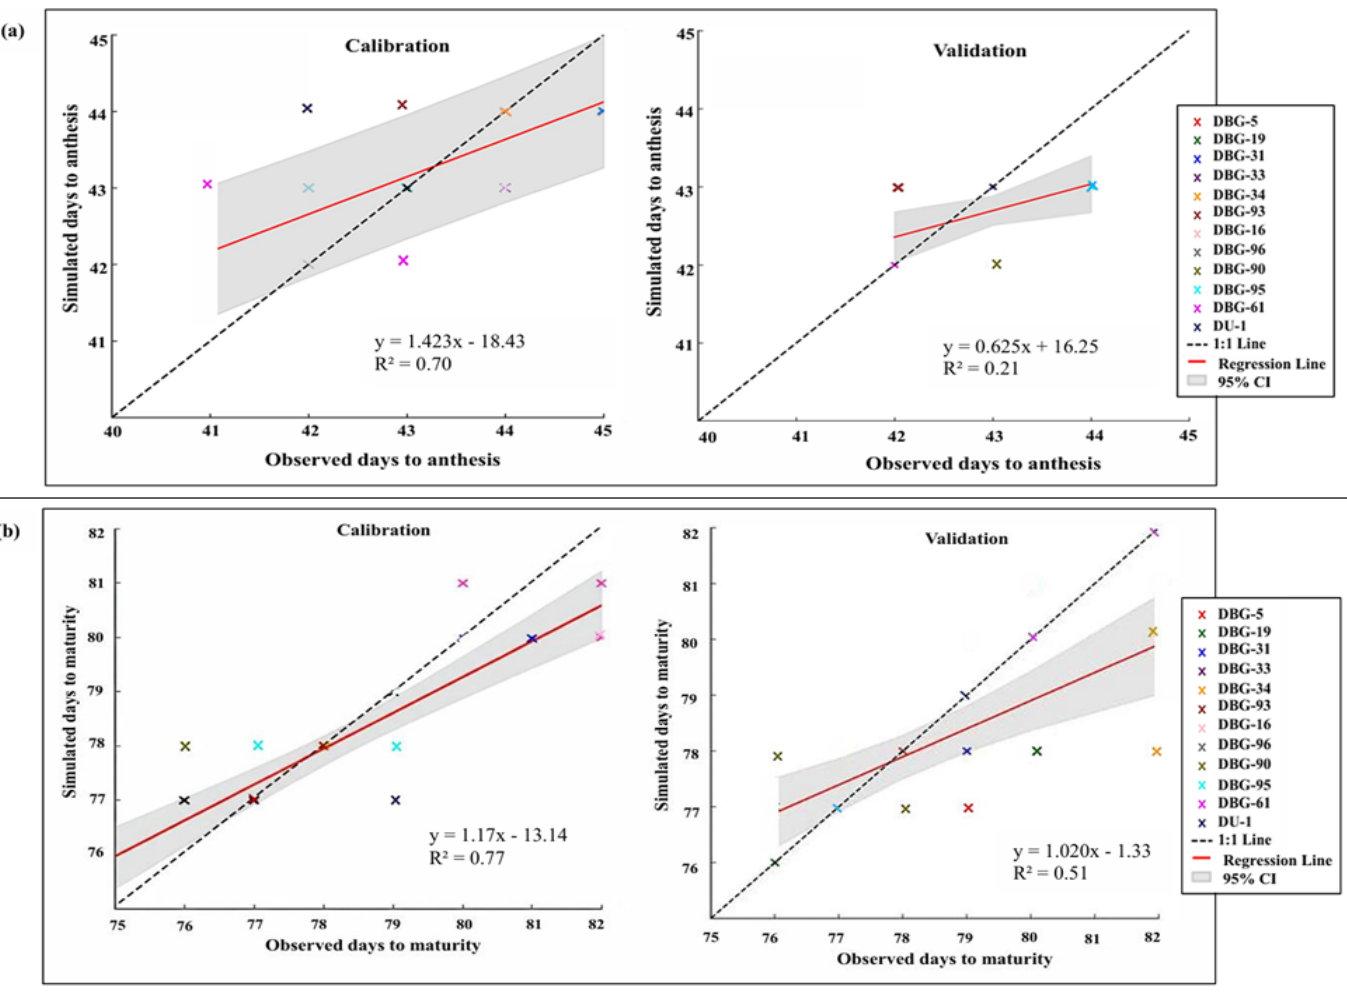 (a)
Calibration
45
44
43
42
41
40
41
42
43
44
45
Simulated days to anthesis
Observed days to anthesis
y = 1.423x - 18.43
R² = 0.70
Validation
45
44
43
42
41
40
41
42
43
44
45
Simulated days to anthesis
Observed days to anthesis
y = 0.625x + 16.25
R² = 0.21
DBG-5
DBG-19
DBG-31
DBG-33
DBG-34
DBG-93
DBG-16
DBG-96
DBG-90
DBG-95
DBG-61
DU-1
1:1 Line
Regression Line
95% CI
b)
Calibration
82
81
80
79
78
77
76
75
76
77
78
79
80
81
82
Simulated days to maturity
Observed days to maturity
y = 1.17x - 13.14
R² = 0.77
Validation
82
81
80
79
78
77
76
75
76
77
78
79
80
81
82
Simulated days to maturity
Observed days to maturity
y = 1.020x - 1.33
R² = 0.51
DBG-5
DBG-19
DBG-31
DBG-33
DBG-34
DBG-93
DBG-16
DBG-96
DBG-90
DBG-95
DBG-61
DU-1
1:1 Line
Regression Line
95% CI